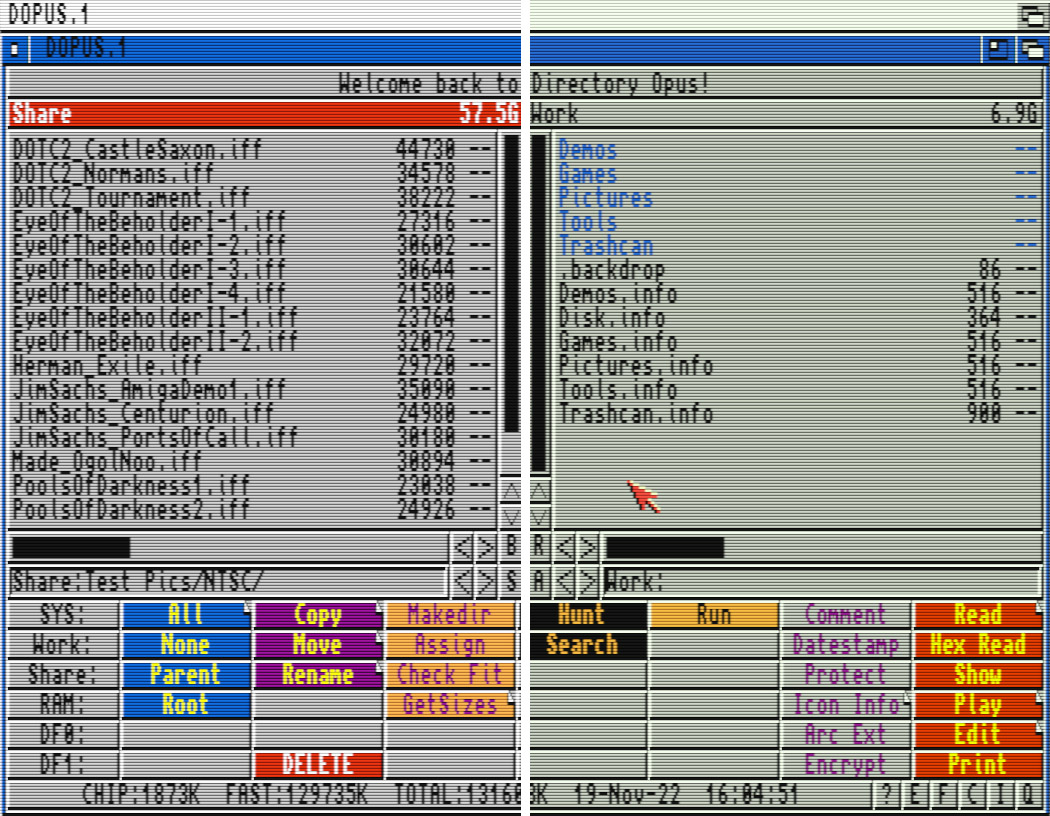 DOPUS.1
DOPUS.1
Welcome back to Directory Opus!
Share 57.5G Work 6.9G
DOTC2_CastleSaxon.iff 44730 -- Demos --
DOTC2_Normans.iff 34578 -- Games --
DOTC2_Tournament.iff 38222 -- Pictures --
EyeOfTheBeholderI-1.iff 27316 -- Tools --
EyeOfTheBeholderI-2.iff 30602 -- Trashcan --
EyeOfTheBeholderI-3.iff 30644 -- .backdrop 86 --
EyeOfTheBeholderI-4.iff 21580 -- Demos.info 516 --
EyeOfTheBeholderII-1.iff 23764 -- Disk.info 364 --
EyeOfTheBeholderII-2.iff 32072 -- Games.info 516 --
Herman_Exile.iff 29720 -- Pictures.info 516 --
JimSachs_AmigaDemo1.iff 35090 -- Tools.info 516 --
JimSachs_Centurion.iff 24980 -- Trashcan.info 900 --
JimSachs_PortsOfCall.iff 30180 --
Made_OgolNoo.iff 30894 --
PoolsOfDarkness1.iff 23038 --
PoolsOfDarkness2.iff 24926 --
< > B R < >
Share:Test Pics/NTSC/ < > S A < > Work:
SYS: All Copy Makedir Hunt Run Comment Read
Work: None Move Assign Search Datestamp Hex Read
Share: Parent Rename Check Fit Protect Show
RAM: Root GetSizes Icon Info Play
DF0: Arc Ext Edit
DF1: DELETE Encrypt Print
CHIP:1873K FAST:129735K TOTAL:131608K 19-Nov-22 16:04:51 ? E F C I Q